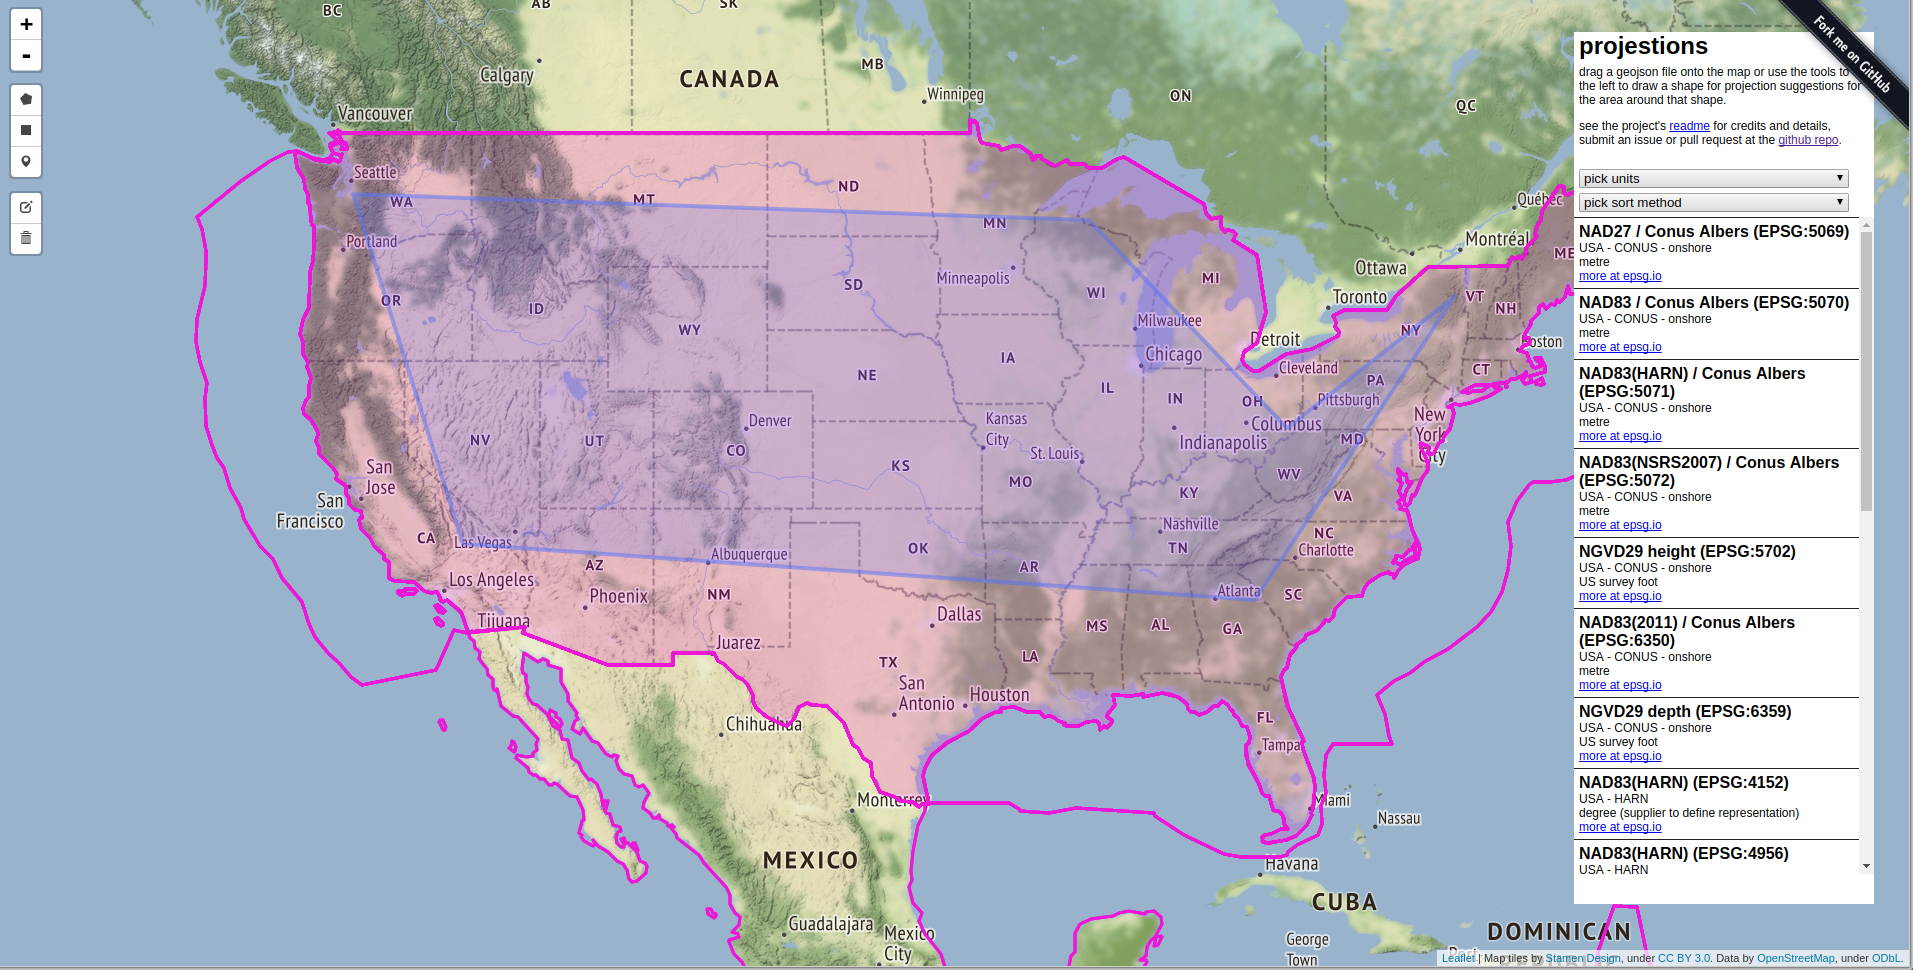 +
-
BC
AB
SK
Calgary
CANADA
MB
Winnipeg
ON
QC
Vancouver
Seattle
WA
MT
ND
MN
Québec
Portland
Montréal
ME
Ottawa
OR
ID
SD
Minneapolis
WI
MI
Toronto
VT
NH
WY
Milwaukee
NY
Detroit
Boston
IA
Chicago
Cleveland
CT
NE
PA
IL
IN
OH
Pittsburgh
Denver
Kansas
City
Columbus
New
York
City
NV
UT
CO
Indianapolis
MD
St. Louis
San
Jose
KS
MO
WV
San
Francisco
KY
VA
CA
Las Vegas
Albuquerque
OK
Nashville
TN
NC
Charlotte
AZ
AR
Los Angeles
Phoenix
NM
Atlanta
SC
Tijuana
Dallas
MS
AL
GA
Juarez
TX
LA
San
Antonio
Houston
FL
Chihuahua
Tampa
Monterrey
Miami
Nassau
MEXICO
Havana
CUBA
Guadalajara
Mexico
City
George
Town
DOMINICAN
Fork me on GitHub
projestions
drag a geojson file onto the map or use the tools to
the left to draw a shape for projection suggestions for
the area around that shape.
see the project's readme for credits and details,
submit an issue or pull request at the github repo.
pick units
pick sort method
NAD27 / Conus Albers (EPSG:5069)
USA - CONUS - onshore
metre
more at epsg.io
NAD83 / Conus Albers (EPSG:5070)
USA - CONUS - onshore
metre
more at epsg.io
NAD83(HARN) / Conus Albers
(EPSG:5071)
USA - CONUS - onshore
metre
more at epsg.io
NAD83(NSRS2007) / Conus Albers
(EPSG:5072)
USA - CONUS - onshore
metre
more at epsg.io
NGVD29 height (EPSG:5702)
USA - CONUS - onshore
US survey foot
more at epsg.io
NAD83(2011) / Conus Albers
(EPSG:6350)
USA - CONUS - onshore
metre
more at epsg.io
NGVD29 depth (EPSG:6359)
USA - CONUS - onshore
US survey foot
more at epsg.io
NAD83(HARN) (EPSG:4152)
USA - HARN
degree (supplier to define representation)
more at epsg.io
NAD83(HARN) (EPSG:4956)
USA - HARN
Leaflet | Map tiles by Stamen Design, under CC BY 3.0. Data by OpenStreetMap, under ODbL.